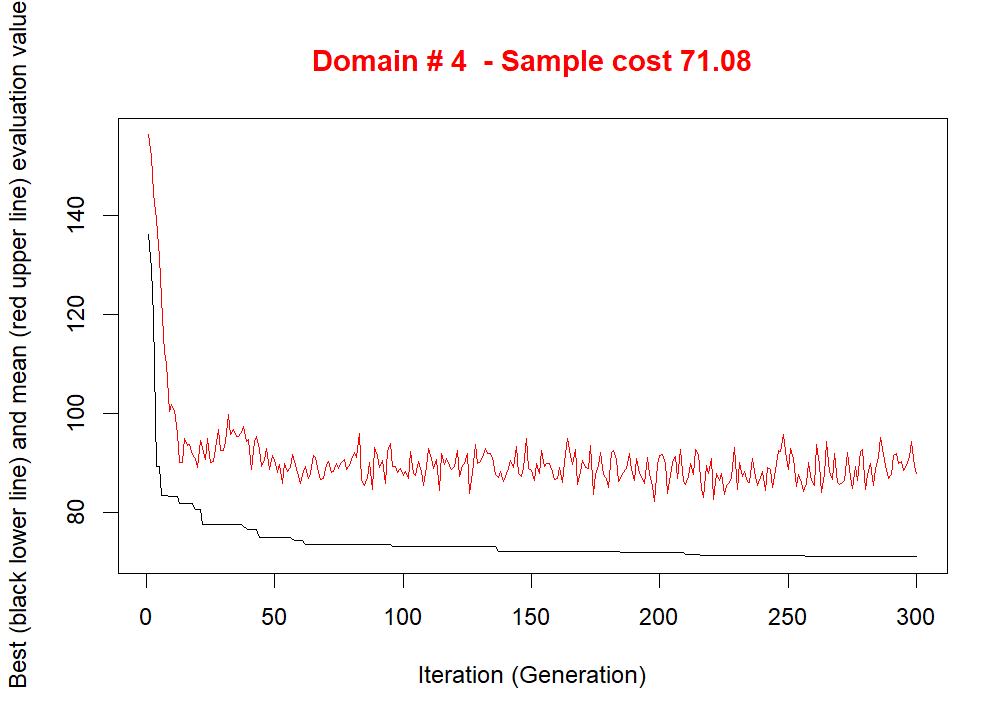 Domain # 4  - Sample cost 71.08
Best (black lower line) and mean (red upper line) evaluation value
140
120
100
80
0 50 100 150 200 250 300
Iteration (Generation)